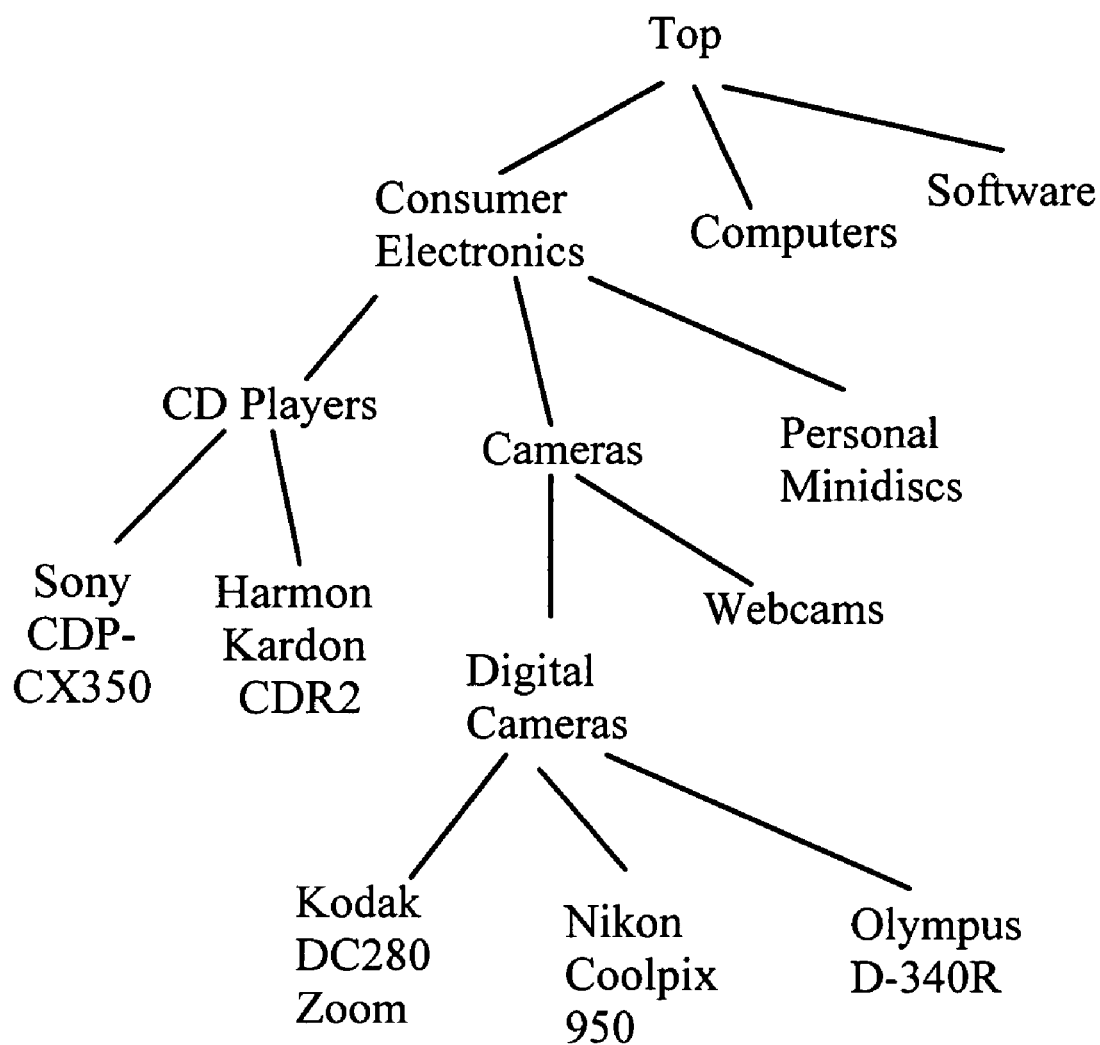 Top
Consumer
Electronics
Computers
Software
CD Players
Cameras
Personal
Minidiscs
Sony
CDP-
CX350
Harmon
Kardon
CDR2
Digital
Cameras
Webcams
Kodak
DC280
Zoom
Nikon
Coolpix
950
Olympus
D-340R